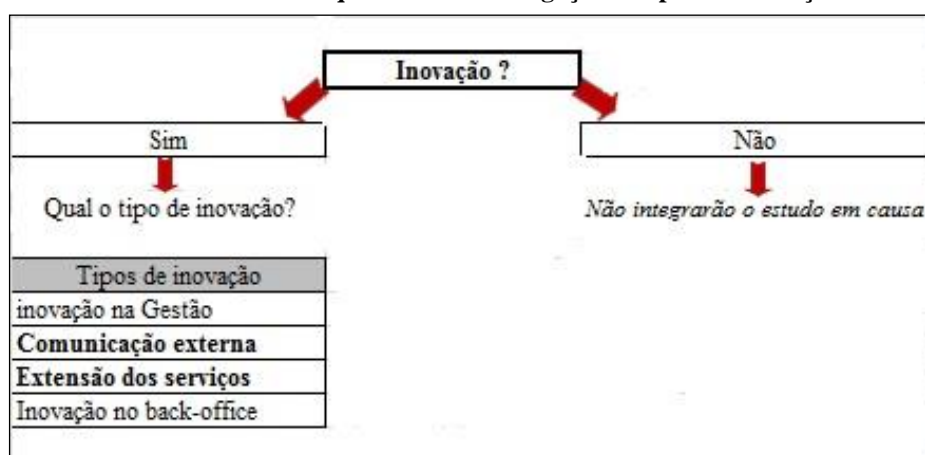 Inovação ?
Sim
Não
Qual o tipo de inovação?
Não integrarão o estudo em causa
Tipos de inovação
inovação na Gestão
Comunicação externa
Extensão dos serviços
Inovação no back-office